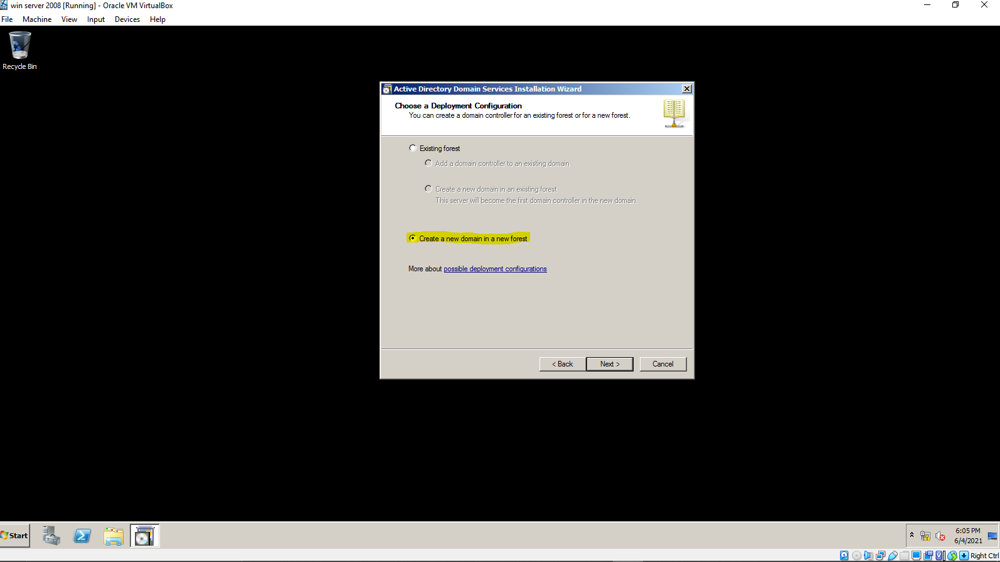 win server 2008 [Running] - Oracle VM VirtualBox
File Machine View Input Devices Help
Recycle Bin
Active Directory Domain Services Installation Wizard
Choose a Deployment Configuration
You can create a domain controller for an existing forest or for a new forest.
Existing forest
Add a domain controller to an existing domain
Create a new domain in an existing forest
This server will become the first domain controller in the new domain.
Create a new domain in a new forest
More about possible deployment configurations
< Back Next > Cancel
Start
6:05 PM
6/4/2021
Right Ctrl